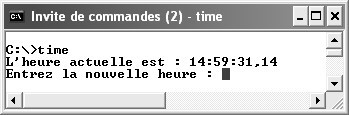 Invite de commandes (2) - time
C:\>time
L'heure actuelle est : 14:59:31,14
Entrez la nouvelle heure :